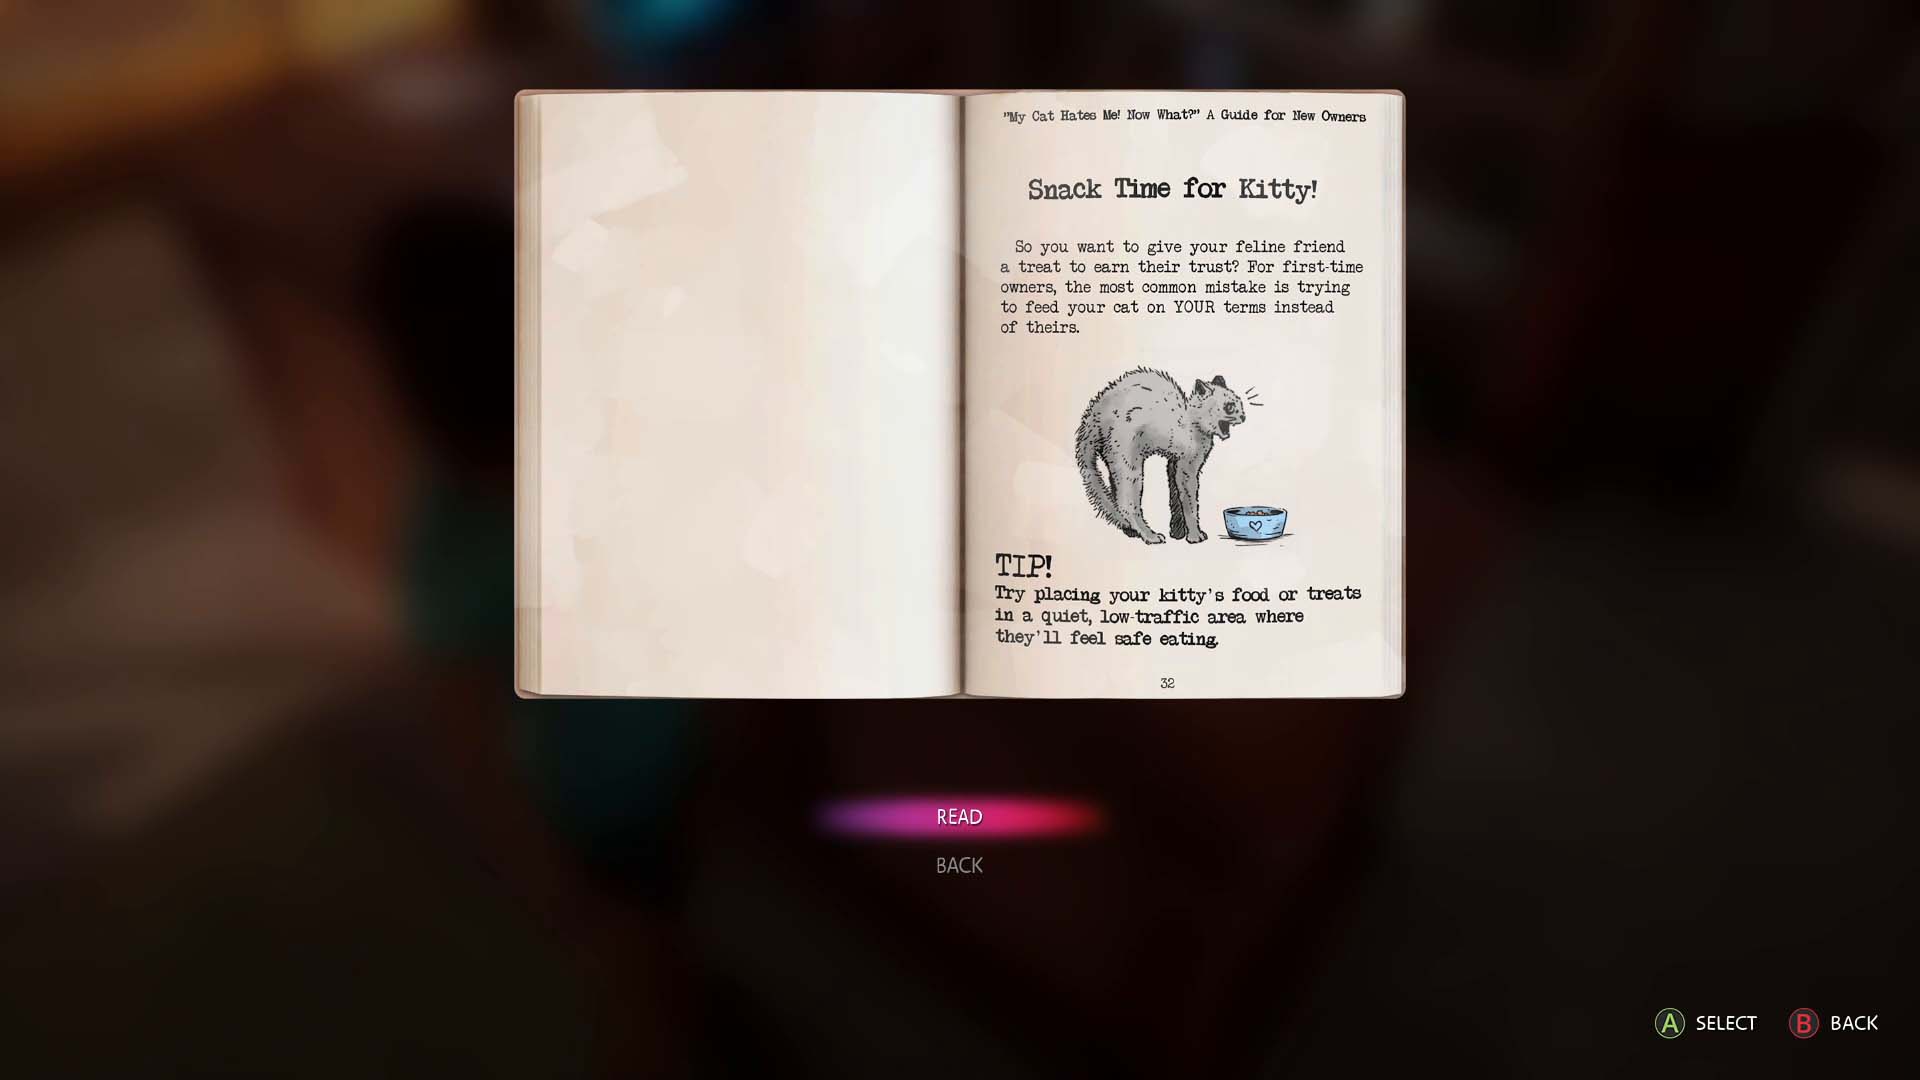 "My Cat Hates Me! Now What?" A Guide for New Owners
Snack Time for Kitty!
So you want to give your feline friend
a treat to earn their trust? For first-time
owners, the most common mistake is trying
to feed your cat on YOUR terms instead
of theirs.
TIP!
Try placing your kitty's food or treats
in a quiet, low-traffic area where
they'll feel safe eating.
32
READ
BACK
A SELECT B BACK